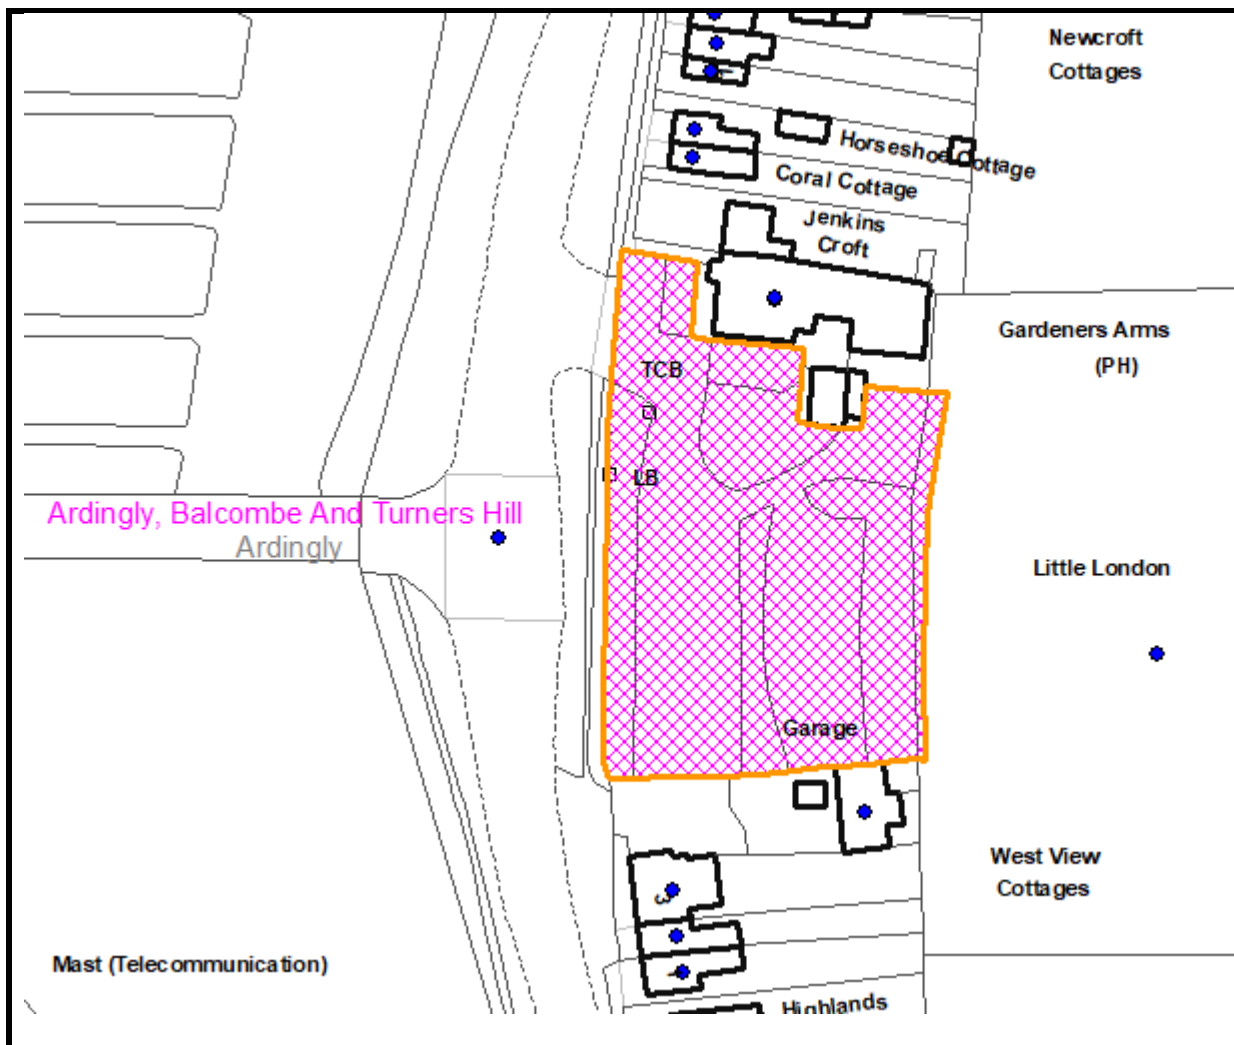 Newcroft
Cottages
Horseshoe Cottage
Coral Cottage
Jenkins
Croft
Gardeners Arms
(PH)
TCB
LB
Ardingly, Balcombe And Turners Hill
Ardingly
Little London
Garage
West View
Cottages
3
1
Mast (Telecommunication)
Highlands